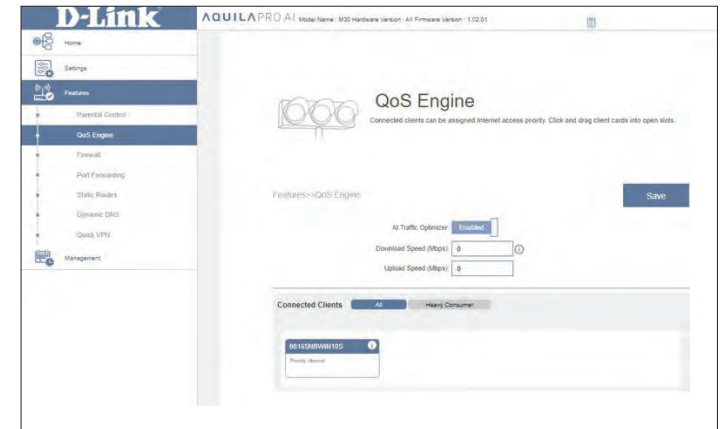 D-Link
AQUILA PRO AI Model Name : M30 Hardware Version : A1 Firmware Version : 1.02.01
Home
Settings
Features
Parental Control
QoS Engine
Firewall
Port Forwarding
Static Routes
Dynamic DNS
Quick VPN
Management
QoS Engine
Connected clients can be assigned Internet access priority. Click and drag client cards into open slots.
Features>>QoS Engine
Save
AI Traffic Optimizer: Enabled
Download Speed (Mbps): 0
Upload Speed (Mbps): 0
Connected Clients All Heavy Consumer
08165NBWIN10S
Priority: Normal